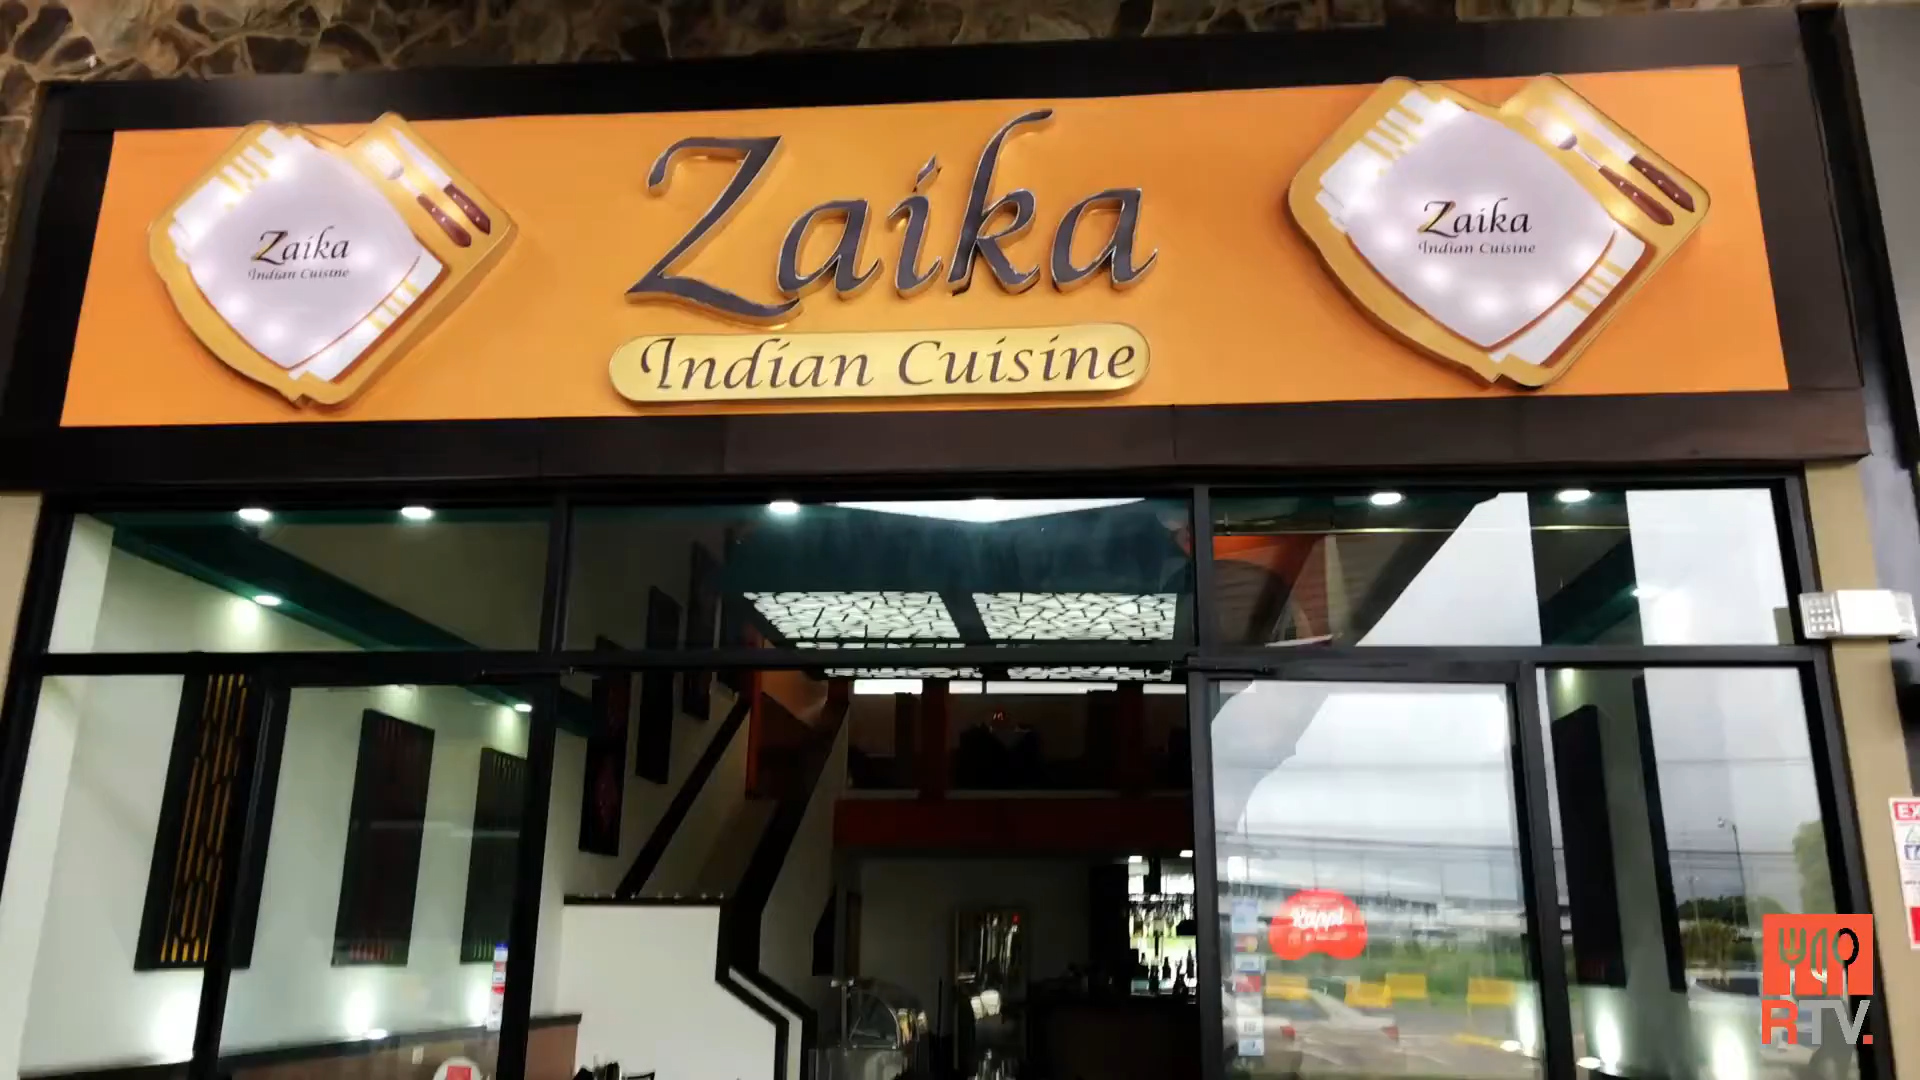 Zaika
Indian Cuisine
Zaika
Indian Cuisine
Zaika
Indian Cuisine
Rappi
RTV.